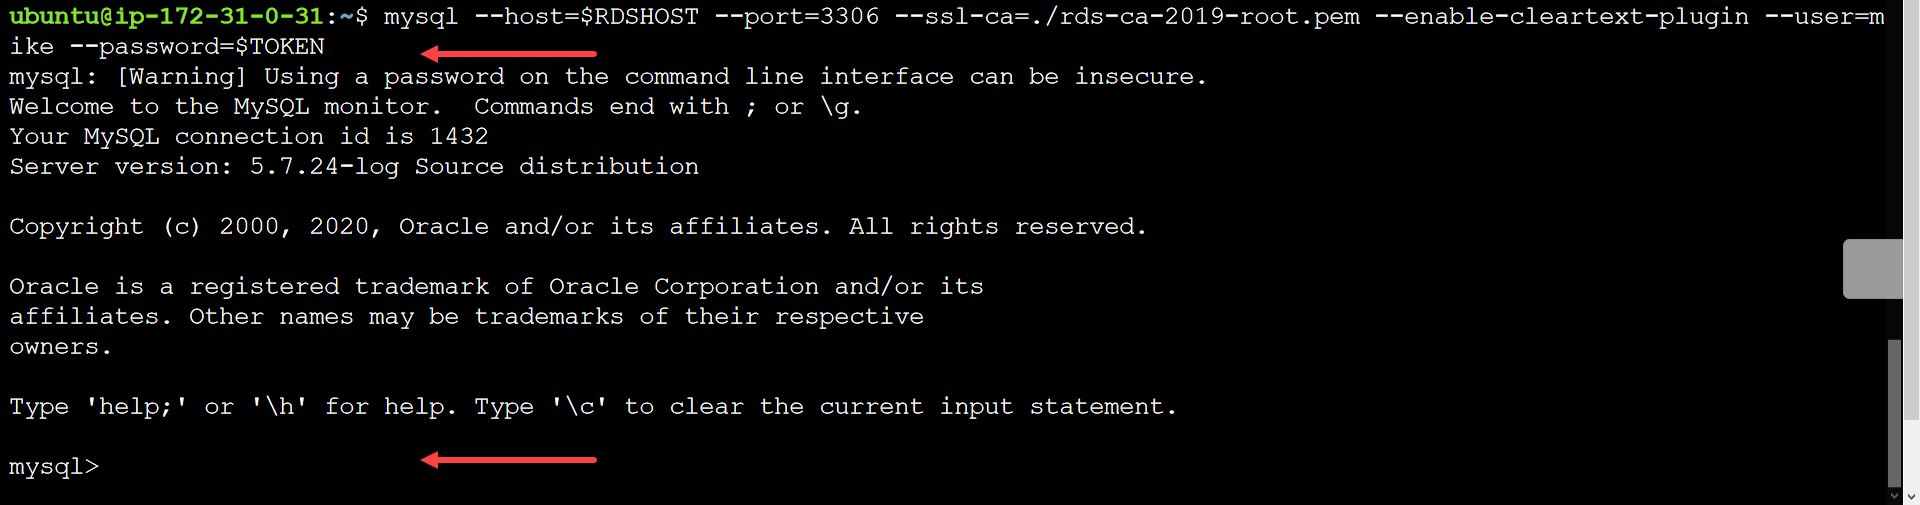 ubuntu@ip-172-31-0-31:~$ mysql --host=$RDSHOST --port=3306 --ssl-ca=./rds-ca-2019-root.pem --enable-cleartext-plugin --user=m
ike --password=$TOKEN
mysql: [Warning] Using a password on the command line interface can be insecure.
Welcome to the MySQL monitor.  Commands end with ; or \g.
Your MySQL connection id is 1432
Server version: 5.7.24-log Source distribution

Copyright (c) 2000, 2020, Oracle and/or its affiliates. All rights reserved.

Oracle is a registered trademark of Oracle Corporation and/or its
affiliates. Other names may be trademarks of their respective
owners.

Type 'help;' or '\h' for help. Type '\c' to clear the current input statement.

mysql>